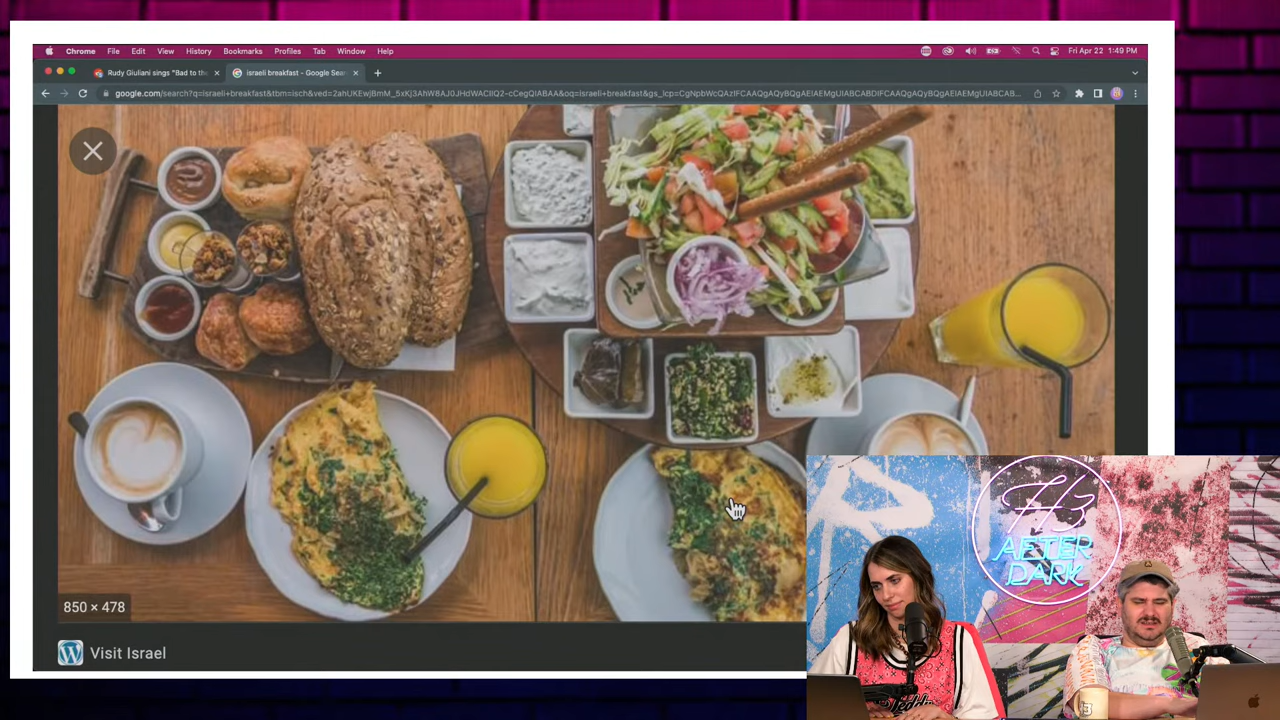 Chrome File Edit View History Bookmarks Profiles Tab Window Help
Fri Apr 22 1:49 PM
Rudy Giuliani sings "Bad to the
israeli breakfast - Google Sear
850 × 478
Visit Israel
H3
AFTER
DARK